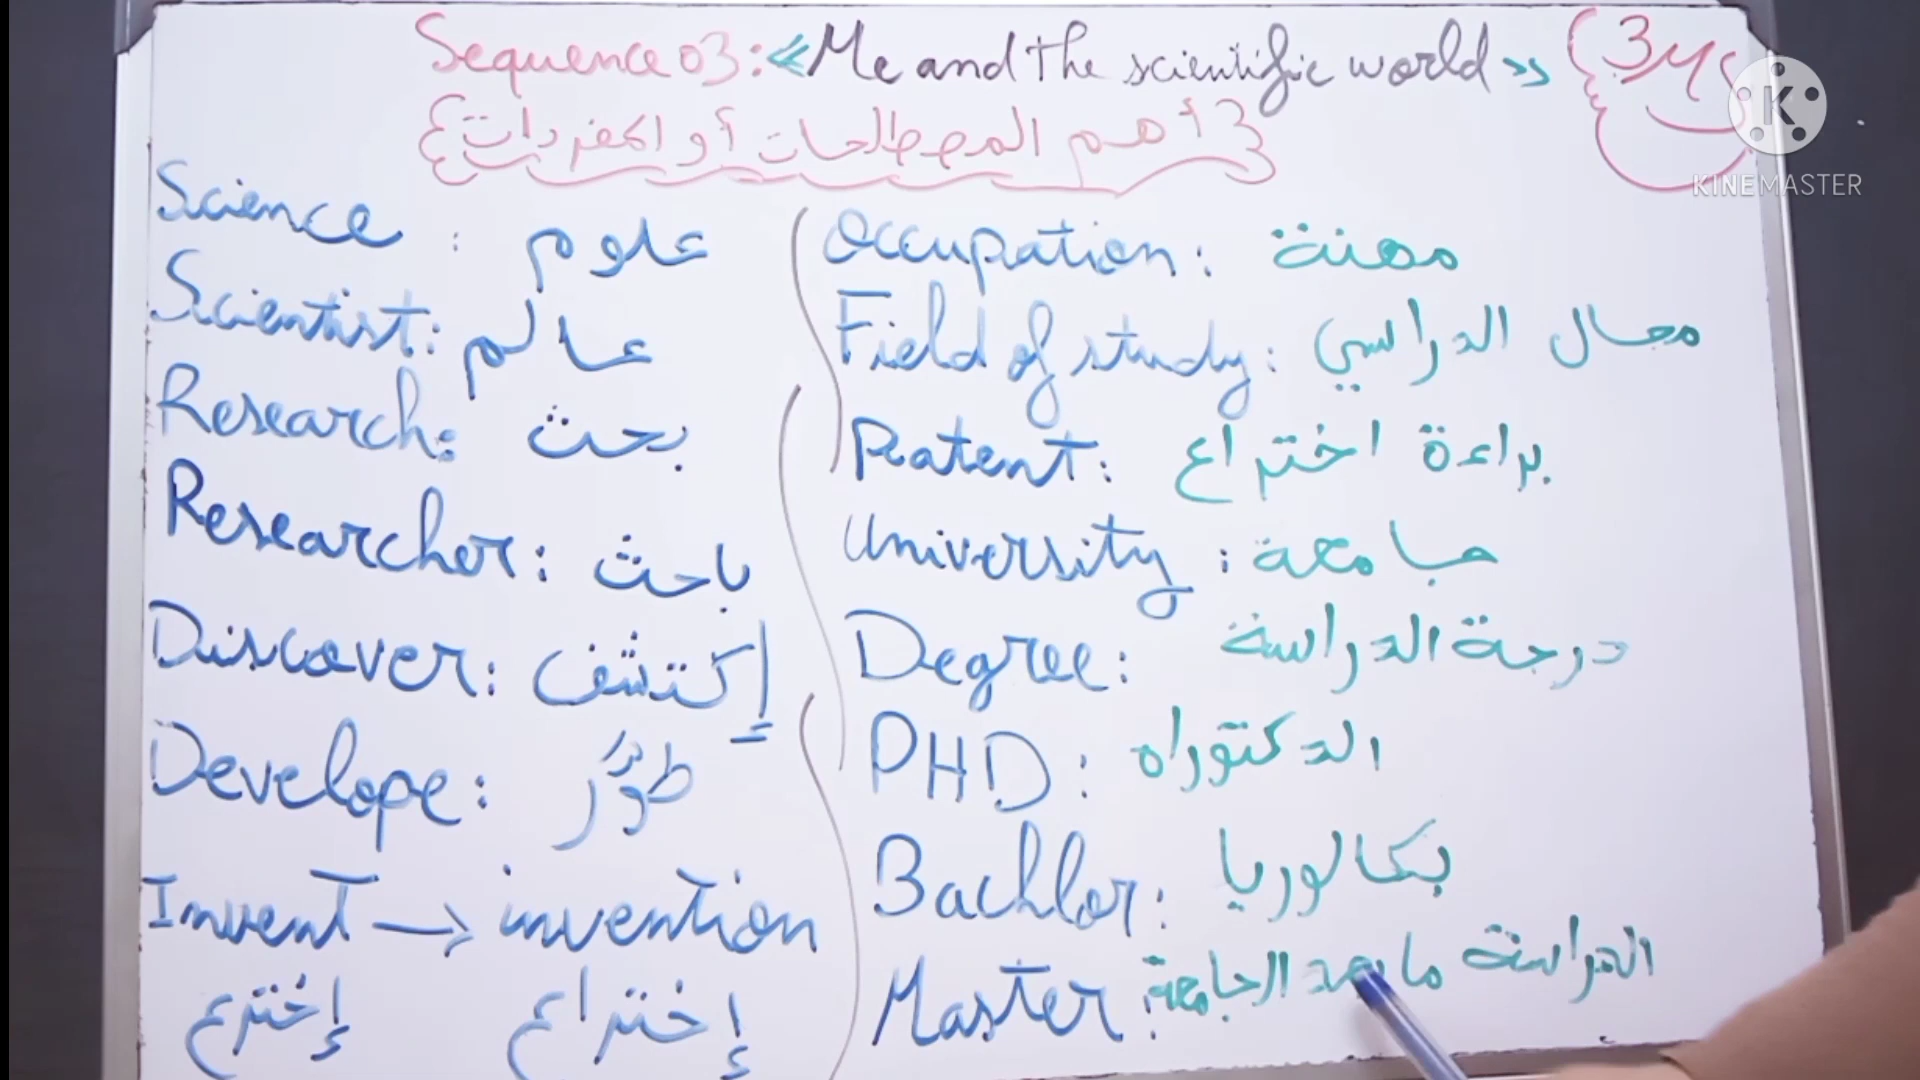 Sequence 03: «Me and the scientific world» {3MS
{أهم المصطلحات أو المفردات}
KINEMASTER
Science : علوم
Scientist: عالم
Research: بحث
Researcher: باحث
Discover: إكتشف
Develope: طوّر
Invent → invention
إخترع إختراع
Occupation: مهنة
Field of study: مجال الدراسي
Patent: براءة اختراع
University: جامعة
Degree: درجة الدراسة
PHD: الدكتوراه
Bachlor: بكالوريا
Master: الدراسة ما بعد الجامعة